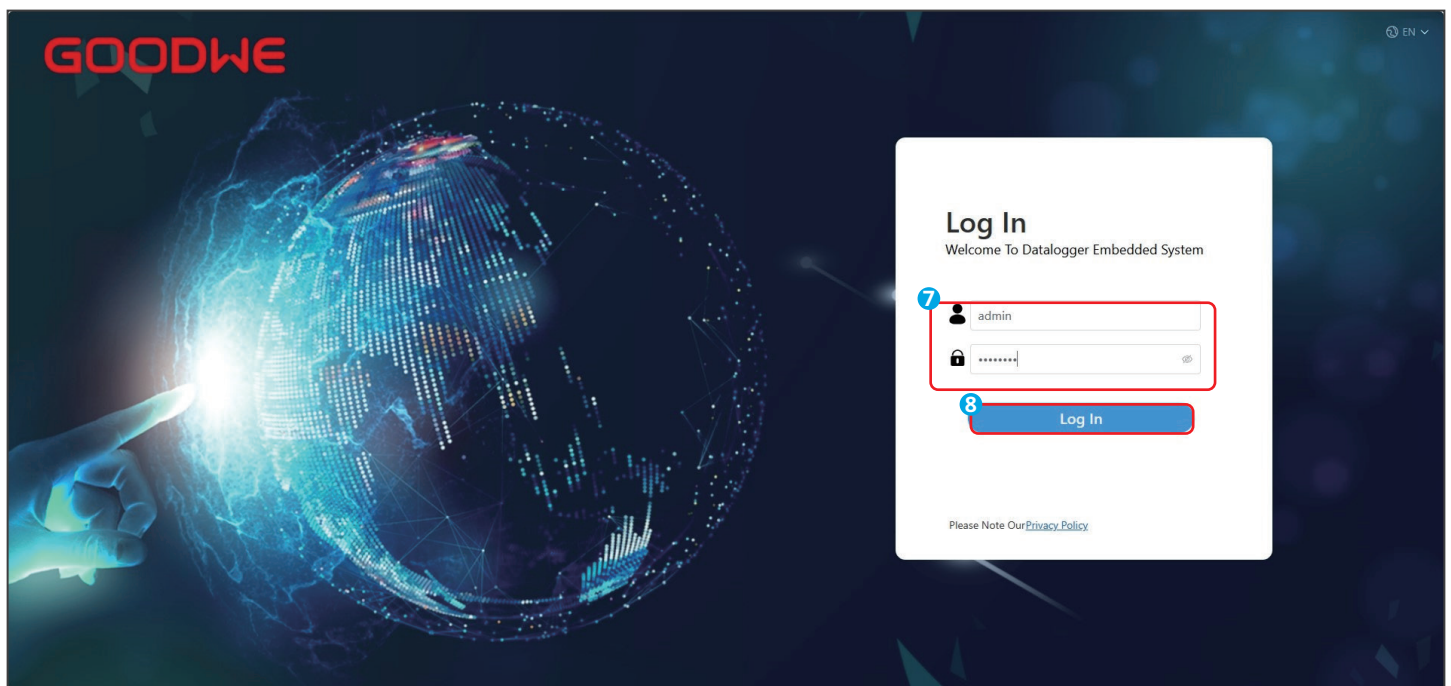 GOODWE
EN
Log In
Welcome To Datalogger Embedded System
7
admin
••••••••
8
Log In
Please Note OurPrivacy Policy